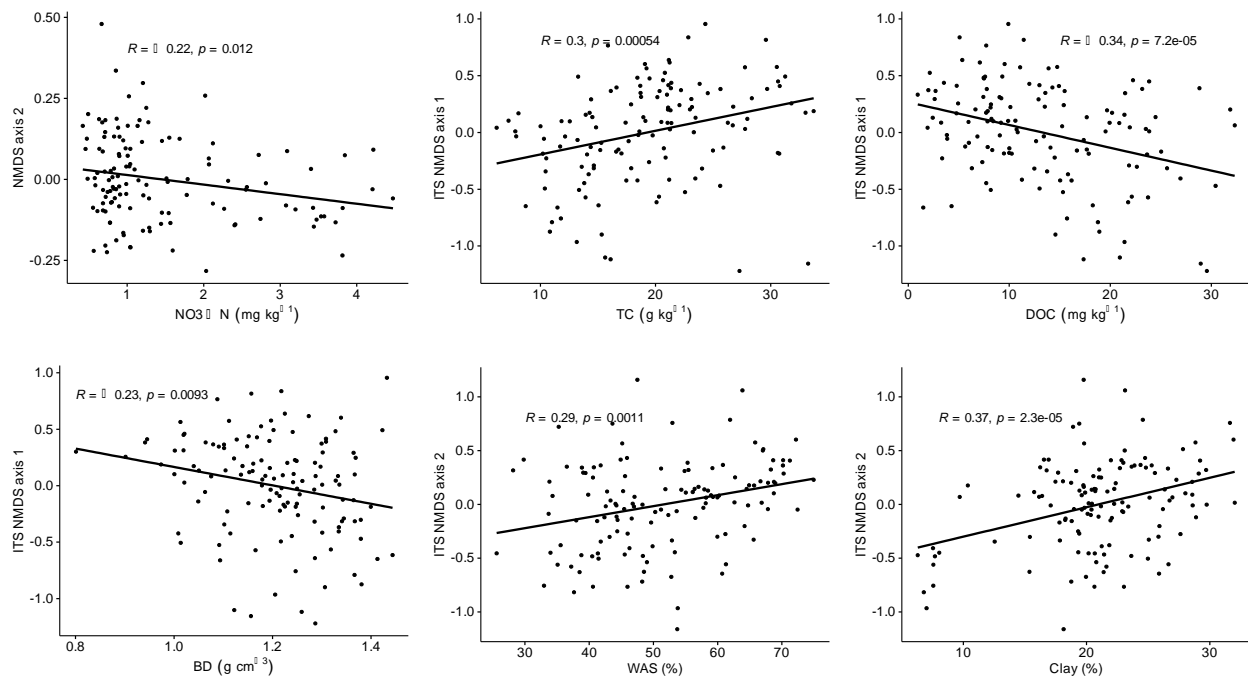 0.50
0.25
0.00
-0.25
NMDS axis 2
R = − 0.22, p = 0.012
1 2 3 4
NO3 − N (mg kg− 1)
1.0
0.5
0.0
-0.5
-1.0
ITS NMDS axis 1
R = 0.3, p = 0.00054
10 20 30
TC (g kg− 1)
1.0
0.5
0.0
-0.5
-1.0
ITS NMDS axis 1
R = − 0.34, p = 7.2e-05
0 10 20 30
DOC (mg kg− 1)
1.0
0.5
0.0
-0.5
-1.0
ITS NMDS axis 1
R = − 0.23, p = 0.0093
0.8 1.0 1.2 1.4
BD (g cm− 3)
1.0
0.5
0.0
-0.5
-1.0
ITS NMDS axis 2
R = 0.29, p = 0.0011
30 40 50 60 70
WAS (%)
1.0
0.5
0.0
-0.5
-1.0
ITS NMDS axis 2
R = 0.37, p = 2.3e-05
10 20 30
Clay (%)